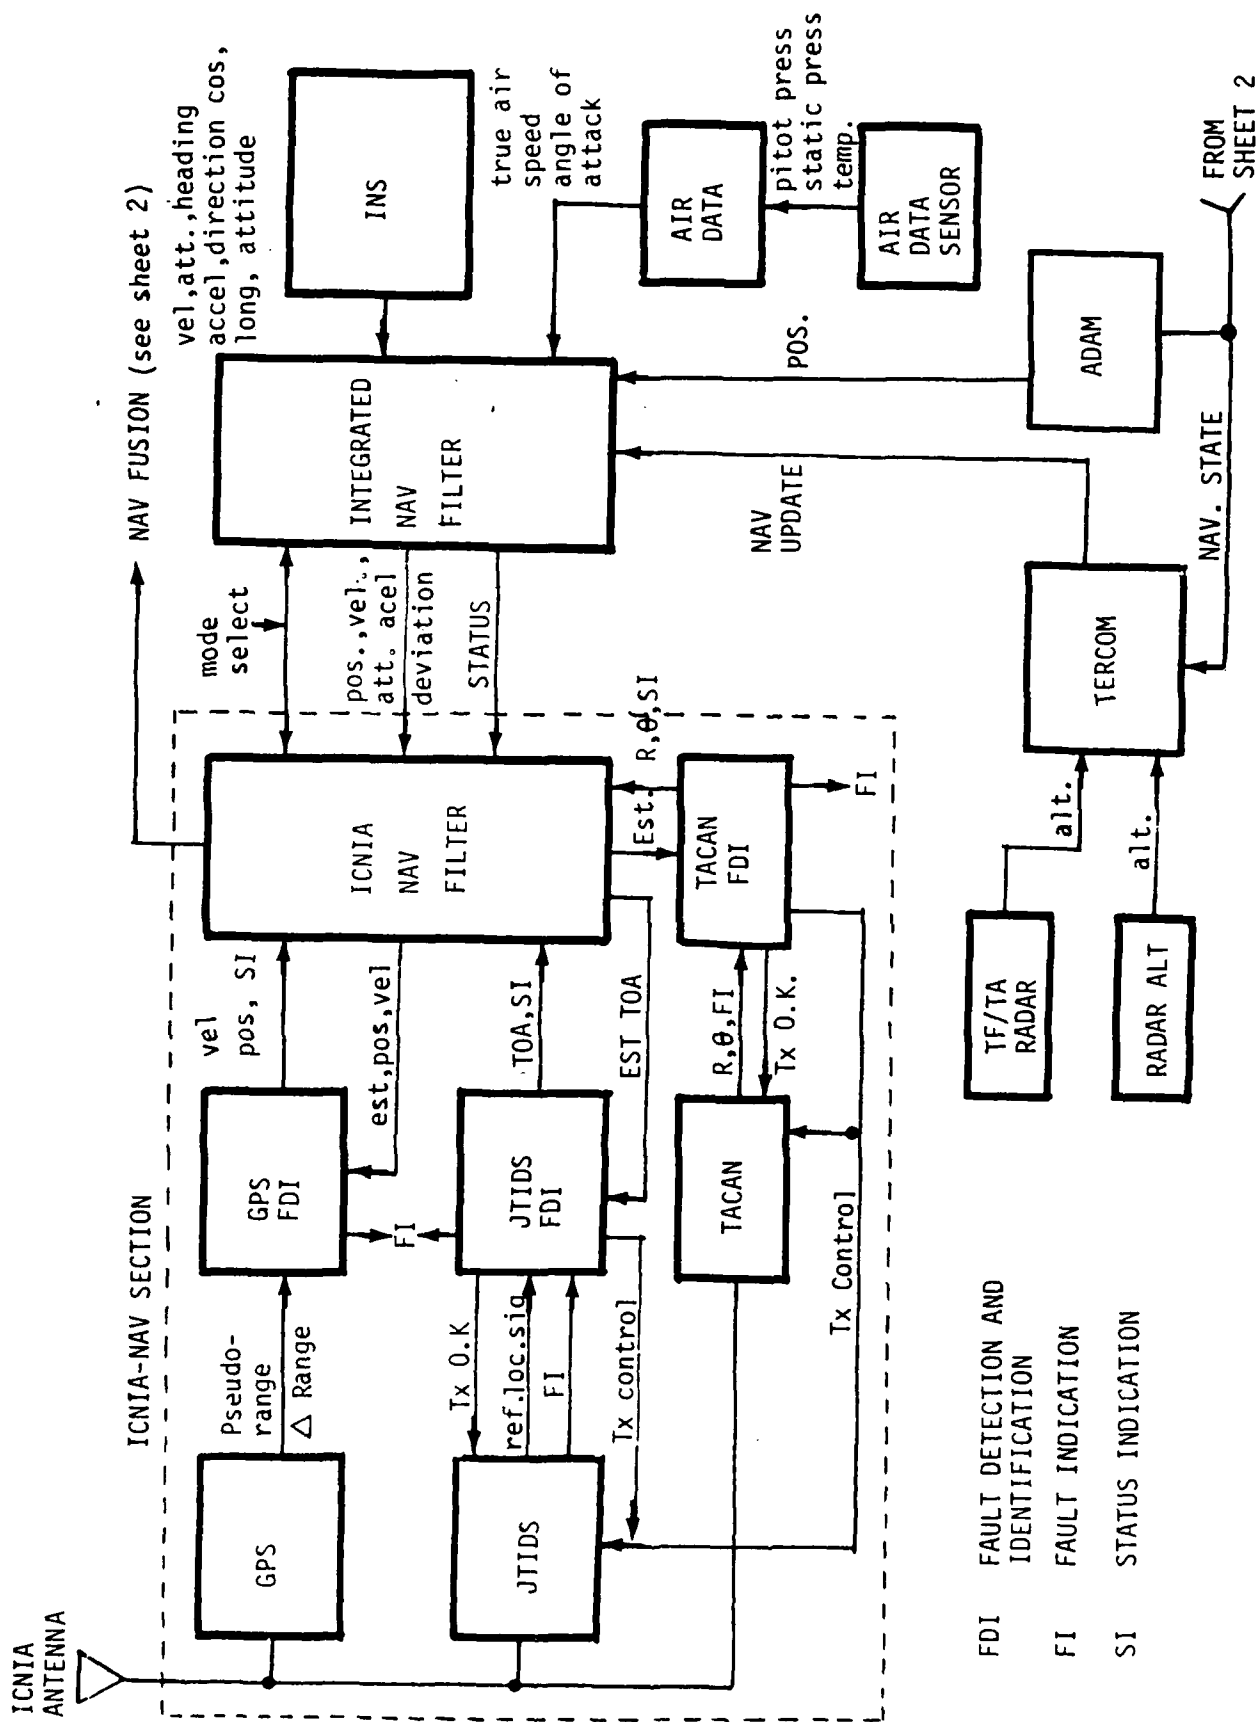 ICNIA
ANTENNA
ICNIA-NAV SECTION
NAV FUSION (see sheet 2)
GPS
Pseudo-
range
△ Range
GPS
FDI
vel
pos, SI
est,pos,vel
FI
ICNIA
NAV
FILTER
mode
select
pos.,vel.,
att. acel
deviation
STATUS
INTEGRATED
NAV
FILTER
vel,att.,heading
accel,direction cos,
long, attitude
INS
true air
speed
angle of
attack
JTIDS
Tx O.K
ref.loc.sig
FI
Tx control
JTIDS
FDI
TOA,SI
EST TOA
Est.
R,θ,SI
TACAN
R,θ,FI
Tx O.K.
TACAN
FDI
FI
Tx Control
AIR
DATA
pitot press
static press
temp.
AIR
DATA
SENSOR
NAV
UPDATE
POS.
TF/TA
RADAR
alt.
RADAR ALT
alt.
TERCOM
NAV. STATE
ADAM
FROM
SHEET 2
FDI FAULT DETECTION AND
IDENTIFICATION
FI FAULT INDICATION
SI STATUS INDICATION